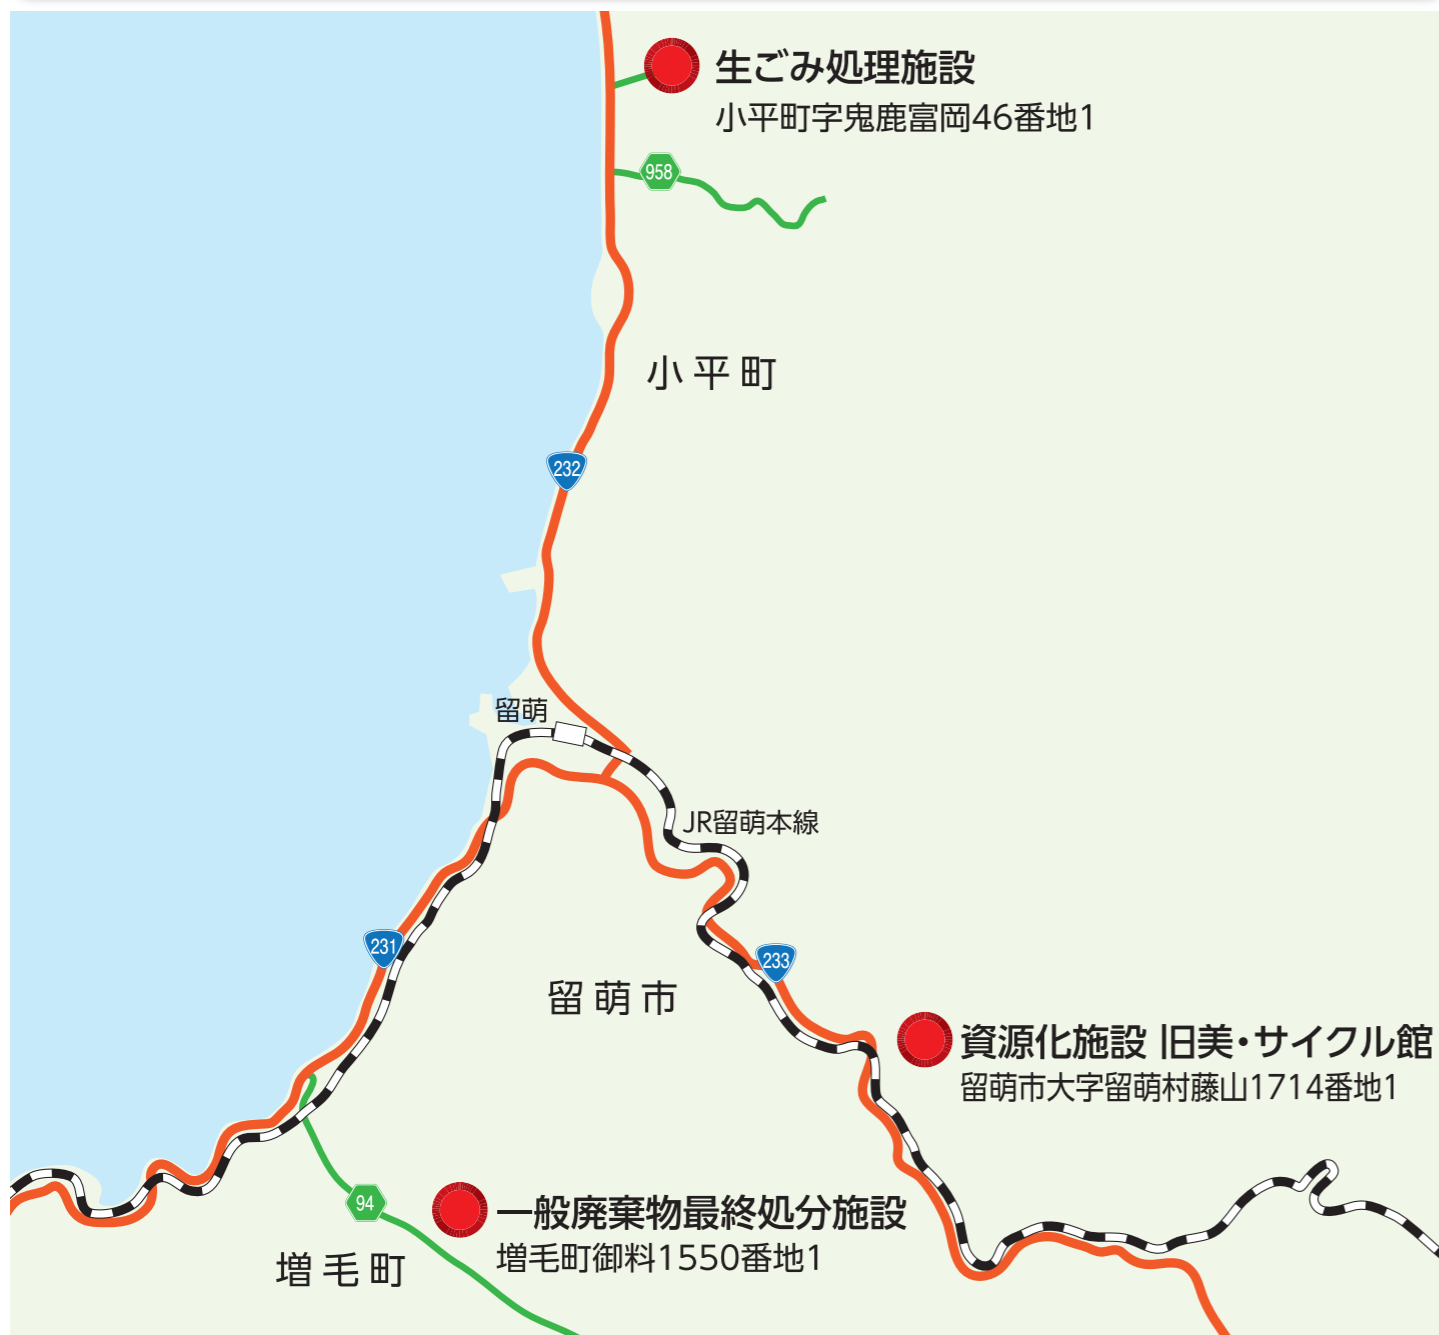 生ごみ処理施設
小平町字鬼鹿富岡46番地1
958
小平町
232
留萌
JR留萌本線
231
233
留萌市
資源化施設 旧美・サイクル館
留萌市大字留萌村藤山1714番地1
94
一般廃棄物最終処分施設
増毛町御料1550番地1
増毛町